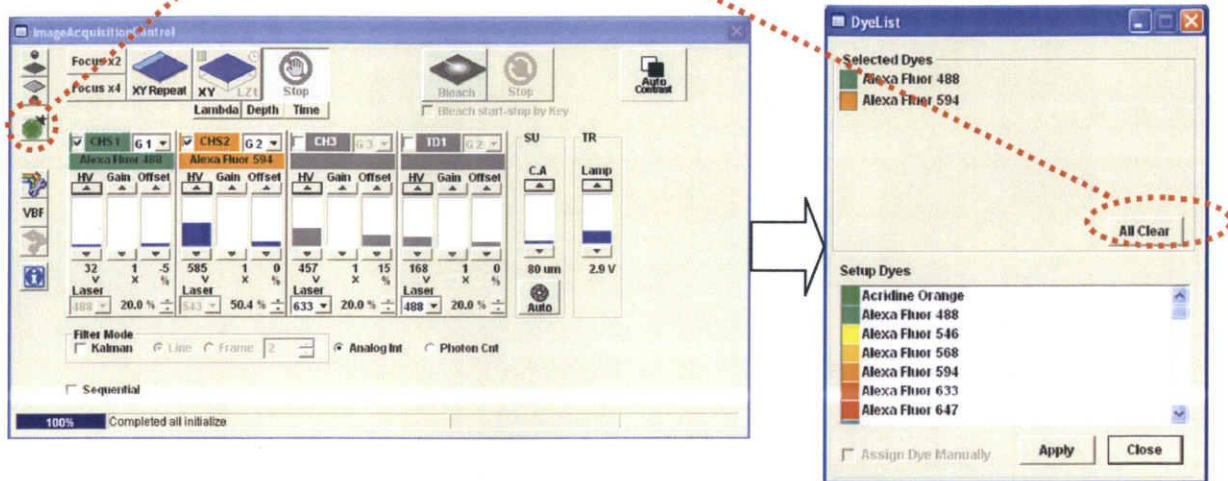 ImageAcquisitionControl
Focus x2
Focus x4
XY Repeat
XY
LZt
Stop
Bleach
Stop
Auto
Contrast
Lambda Depth Time
Bleach start-stop by Key
CHS1 G 1
CHS2 G 2
CH3 G 3
TD1 G 2
SU
TR
Alexa Fluor 488
Alexa Fluor 594
HV Gain Offset
HV Gain Offset
HV Gain Offset
HV Gain Offset
C.A
Lamp
VBF
32 1 -5
585 1 0
457 1 15
168 1 0
80 um
2.9 V
V X %
V X %
V X %
V X %
Laser
Laser
Laser
Laser
488 20.0 %
543 50.4 %
633 20.0 %
488 20.0 %
Auto
Filter Mode
Kalman Line Frame 2
Analog Int Photon Cnt
Sequential
100% Completed all initialize
DyeList
Selected Dyes
Alexa Fluor 488
Alexa Fluor 594
All Clear
Setup Dyes
Acridine Orange
Alexa Fluor 488
Alexa Fluor 546
Alexa Fluor 568
Alexa Fluor 594
Alexa Fluor 633
Alexa Fluor 647
Assign Dye Manually
Apply
Close